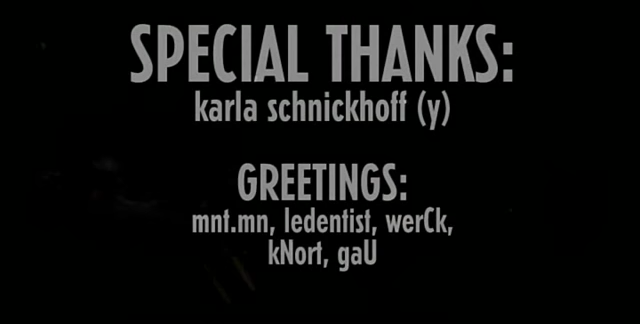 SPECIAL THANKS:
karla schnickhoff (y)
GREETINGS:
mnt.mn, ledentist, werCk,
kNort, gaU